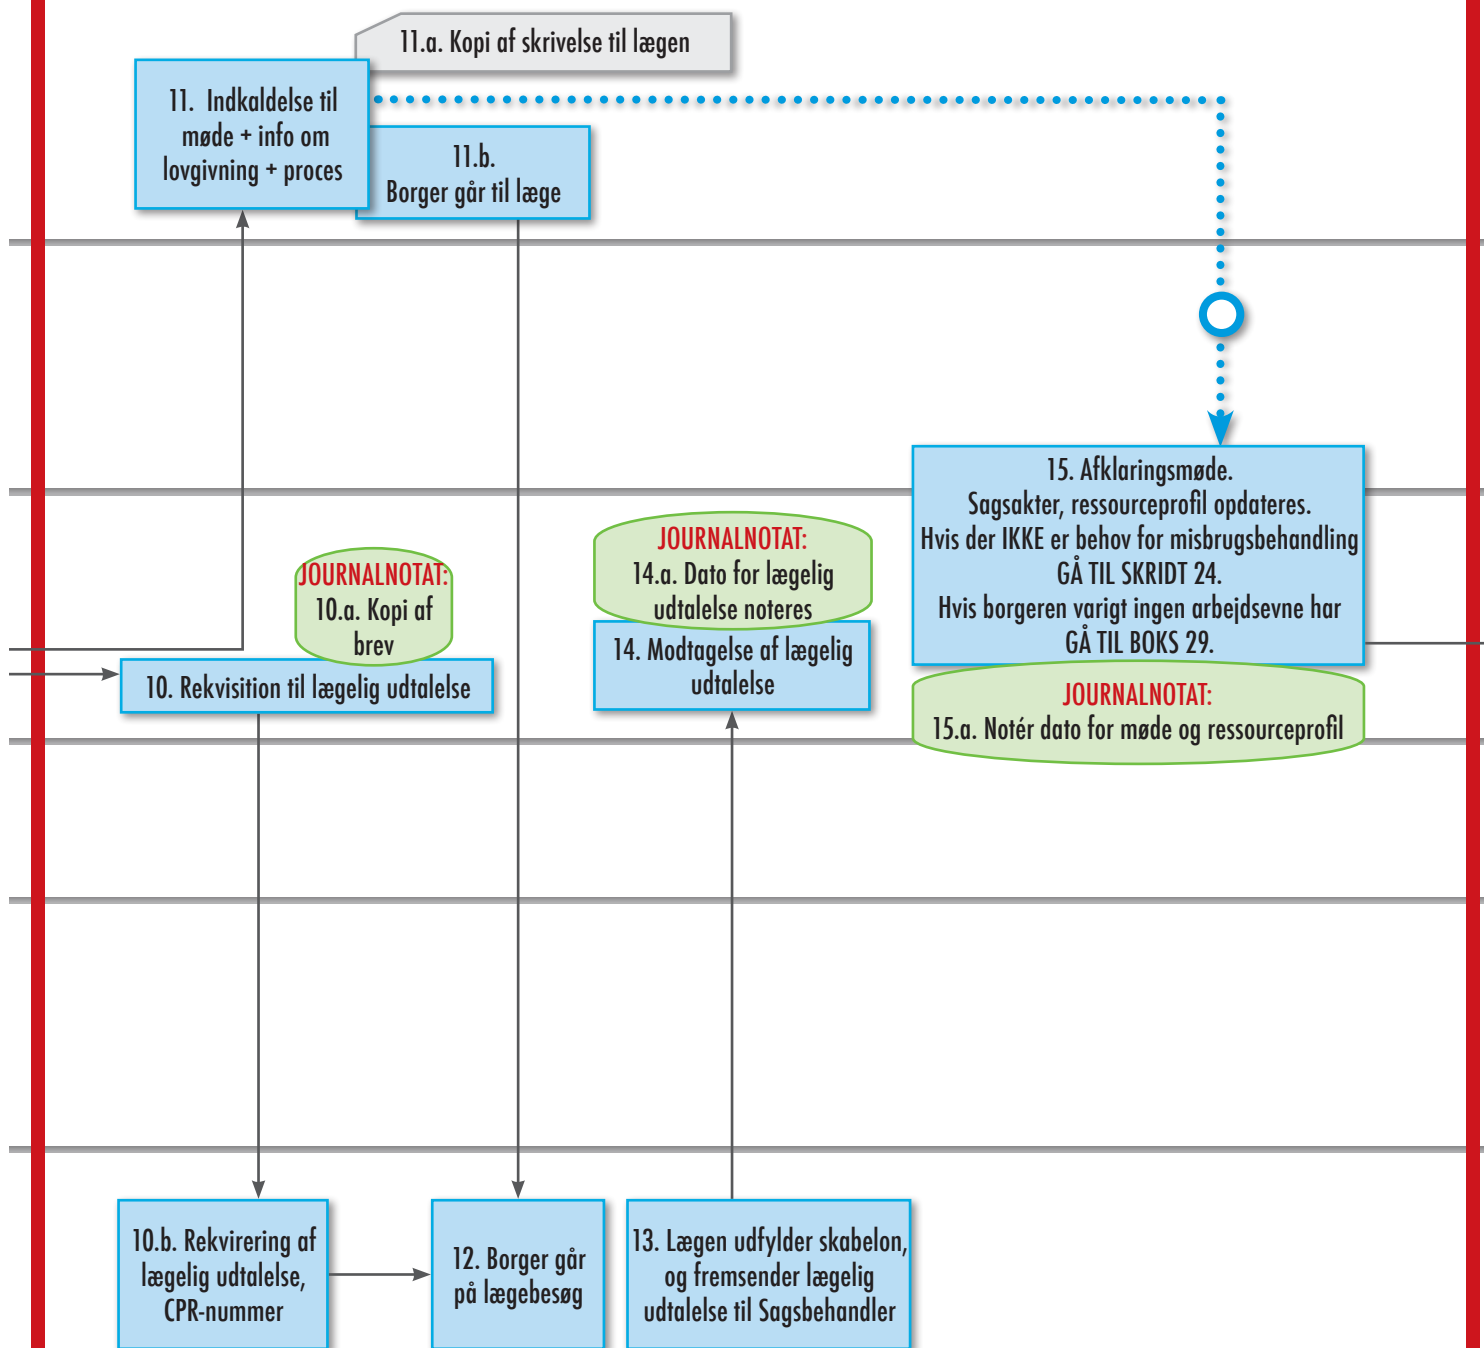 11.a. Kopi af skrivelse til lægen
11. Indkaldelse til
møde + info om
lovgivning + proces
11.b.
Borger går til læge
15. Afklaringsmøde.
Sagsakter, ressourceprofil opdateres.
Hvis der IKKE er behov for misbrugsbehandling
GÅ TIL SKRIDT 24.
Hvis borgeren varigt ingen arbejdsevne har
GÅ TIL BOKS 29.
JOURNALNOTAT:
15.a. Notér dato for møde og ressourceprofil
JOURNALNOTAT:
14.a. Dato for lægelig
udtalelse noteres
14. Modtagelse af lægelig
udtalelse
JOURNALNOTAT:
10.a. Kopi af
brev
10. Rekvisition til lægelig udtalelse
10.b. Rekvirering af
lægelig udtalelse,
CPR-nummer
12. Borger går
på lægebesøg
13. Lægen udfylder skabelon,
og fremsender lægelig
udtalelse til Sagsbehandler